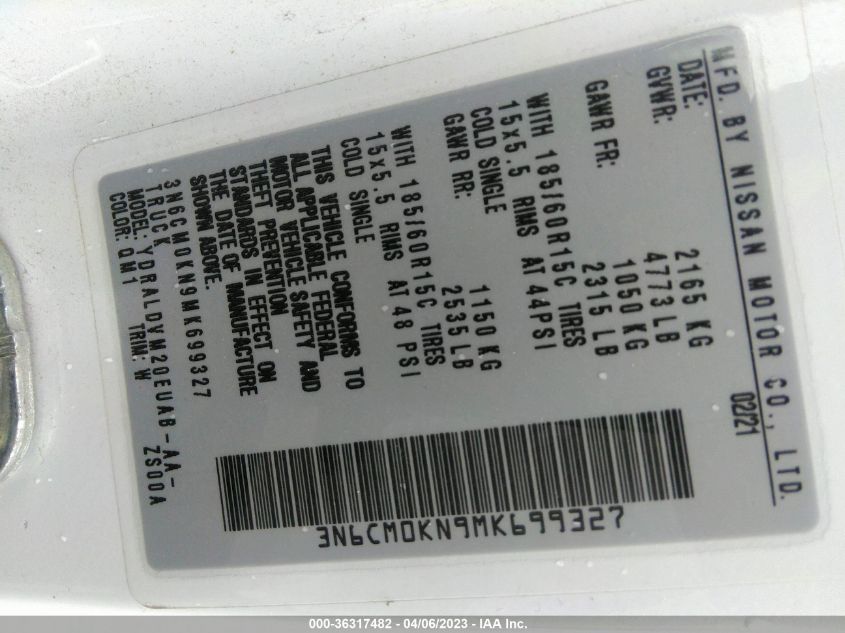 MFD. BY NISSAN MOTOR CO., LTD.
DATE: 02/21
GVWR: 2165 KG
4773 LB
GAWR FR: 1050 KG
2315 LB
WITH 185/60R15C TIRES
15x5.5 RIMS AT 44PSI
COLD SINGLE
GAWR RR: 1150 KG
2535 LB
WITH 185/60R15C TIRES
15x5.5 RIMS AT 48 PSI
COLD SINGLE
THIS VEHICLE CONFORMS TO
ALL APPLICABLE FEDERAL
MOTOR VEHICLE SAFETY AND
THEFT PREVENTION
STANDARDS IN EFFECT ON
THE DATE OF MANUFACTURE
SHOWN ABOVE.
3N6CM0KN9MK699327
TRUCK
MODEL: YDRALDVM20EUAB-AA-
ZS00A
COLOR: QM1 TRIM: W
3N6CM0KN9MK699327
000-36317482 - 04/06/2023 - IAA Inc.